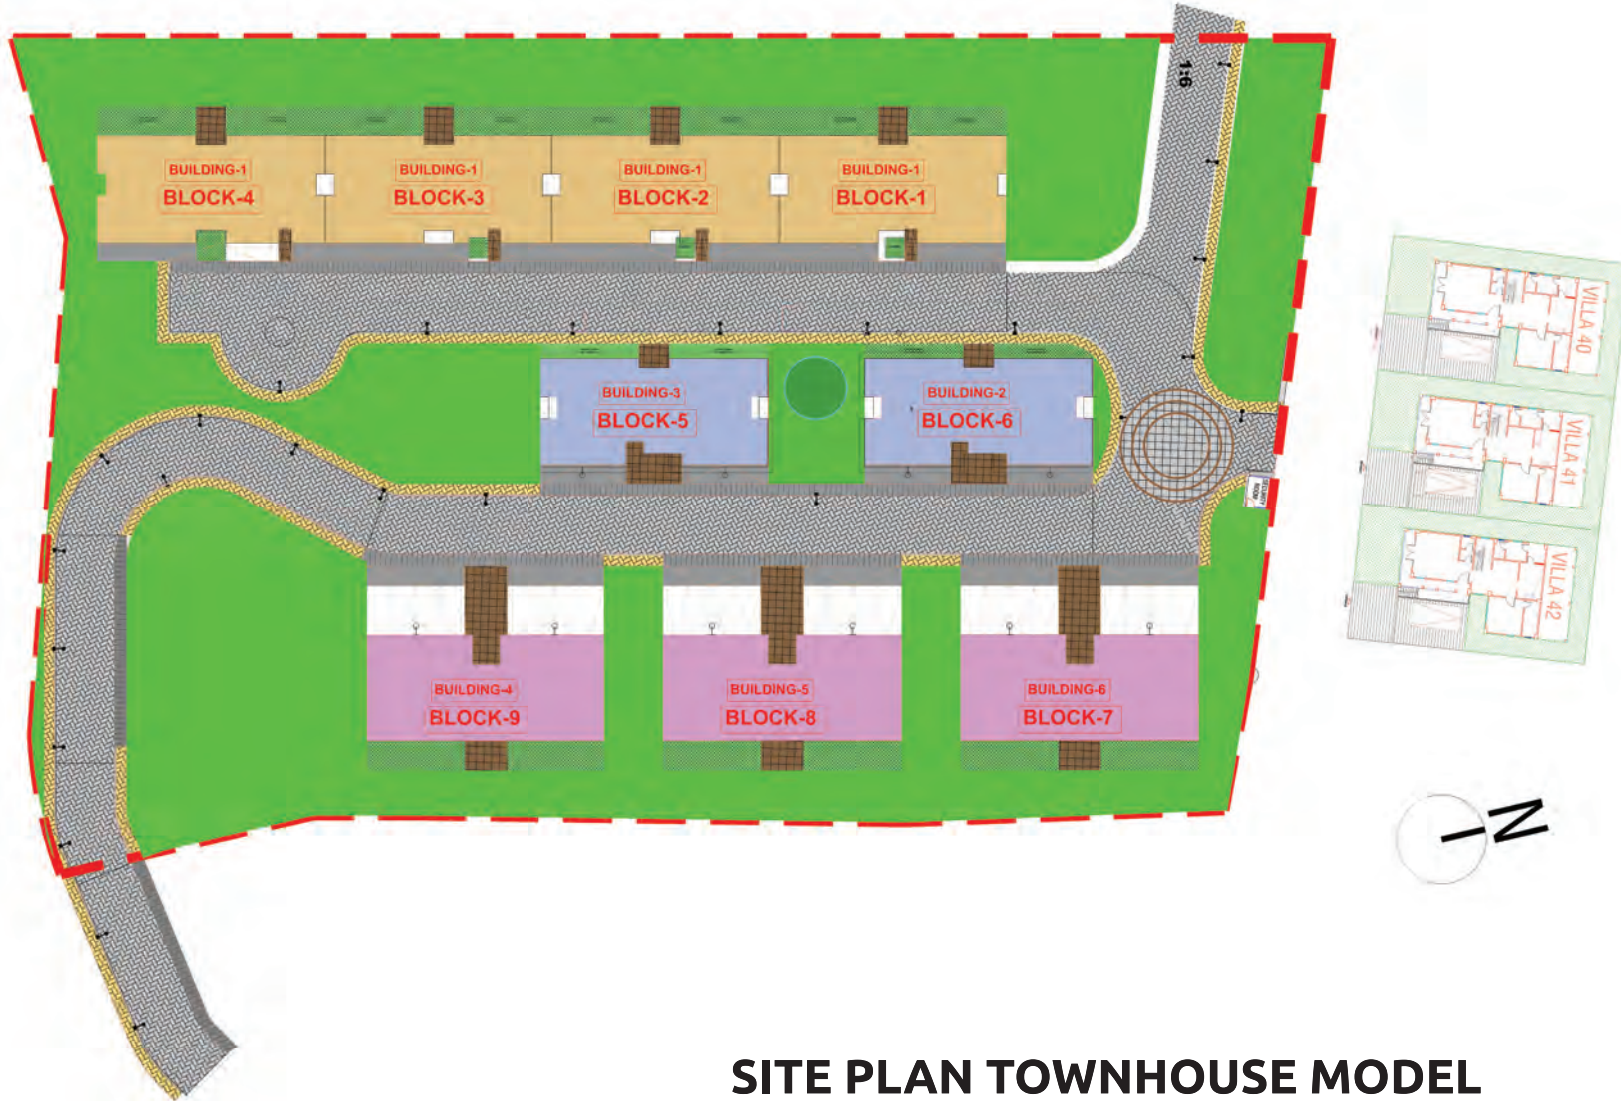 1:6
BUILDING-1
BLOCK-4
BUILDING-1
BLOCK-3
BUILDING-1
BLOCK-2
BUILDING-1
BLOCK-1
VILLA 40
BUILDING-3
BLOCK-5
BUILDING-2
BLOCK-6
VILLA 41
SECURITY
ROOM
VILLA 42
BUILDING-4
BLOCK-9
BUILDING-5
BLOCK-8
BUILDING-6
BLOCK-7
N
SITE PLAN TOWNHOUSE MODEL